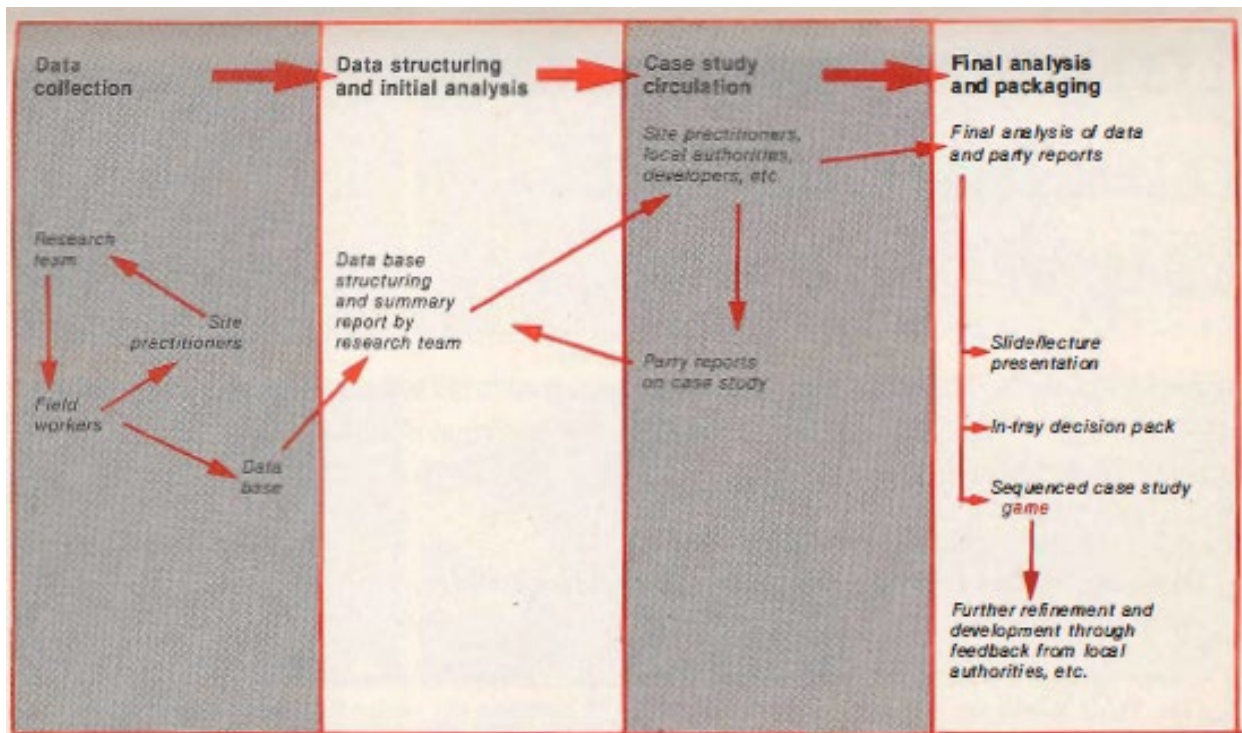 Data
collection
Data structuring
and initial analysis
Case study
circulation
Final analysis
and packaging
Research
team
Site
practitioners
Field
workers
Data
base
Data base
structuring
and summary
report by
research team
Site practitioners,
local authorities,
developers, etc
Party reports
on case study
Final analysis of data
and party reports
Slide/lecture
presentation
In-tray decision pack
Sequenced case study
game
Further refinement and
development through
feedback from local
authorities, etc.